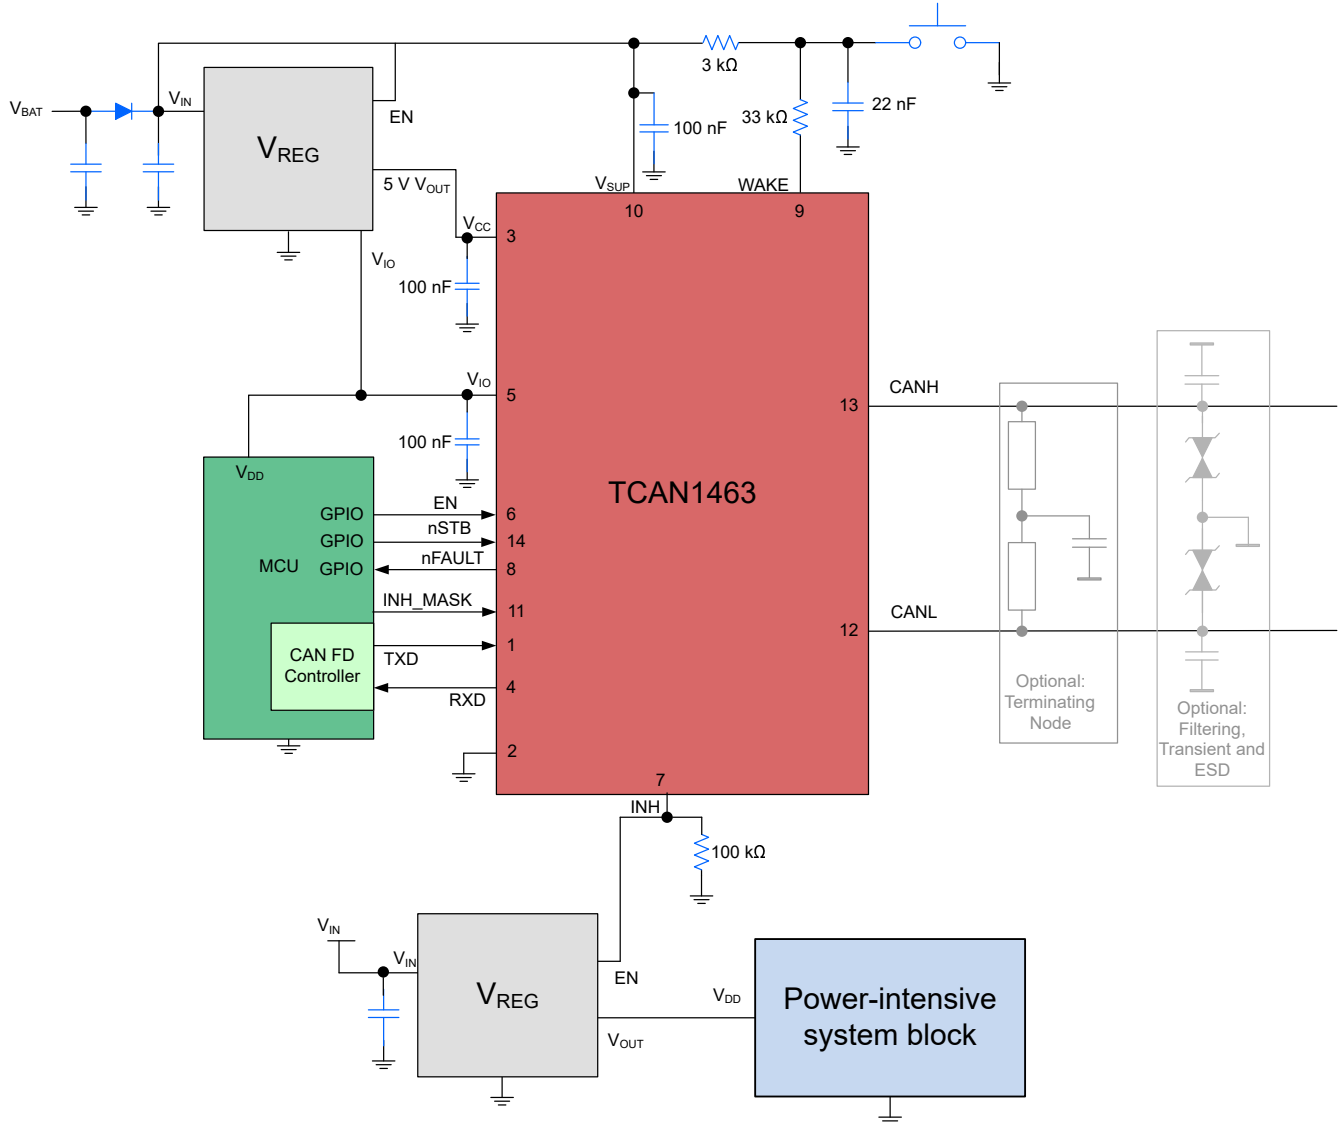 3 kΩ
VBAT
VIN
EN
VREG
100 nF
33 kΩ
22 nF
5 V VOUT
VSUP
WAKE
10
9
VCC
3
VIO
100 nF
VIO
5
CANH
13
100 nF
VDD
TCAN1463
GPIO
EN
6
GPIO
nSTB
14
MCU
GPIO
nFAULT
8
INH_MASK
11
CANL
12
CAN FD
Controller
TXD
1
RXD
4
Optional:
Terminating
Node
Optional:
Filtering,
Transient and
ESD
2
7
INH
100 kΩ
VIN
VIN
VREG
EN
VDD
VOUT
Power-intensive
system block